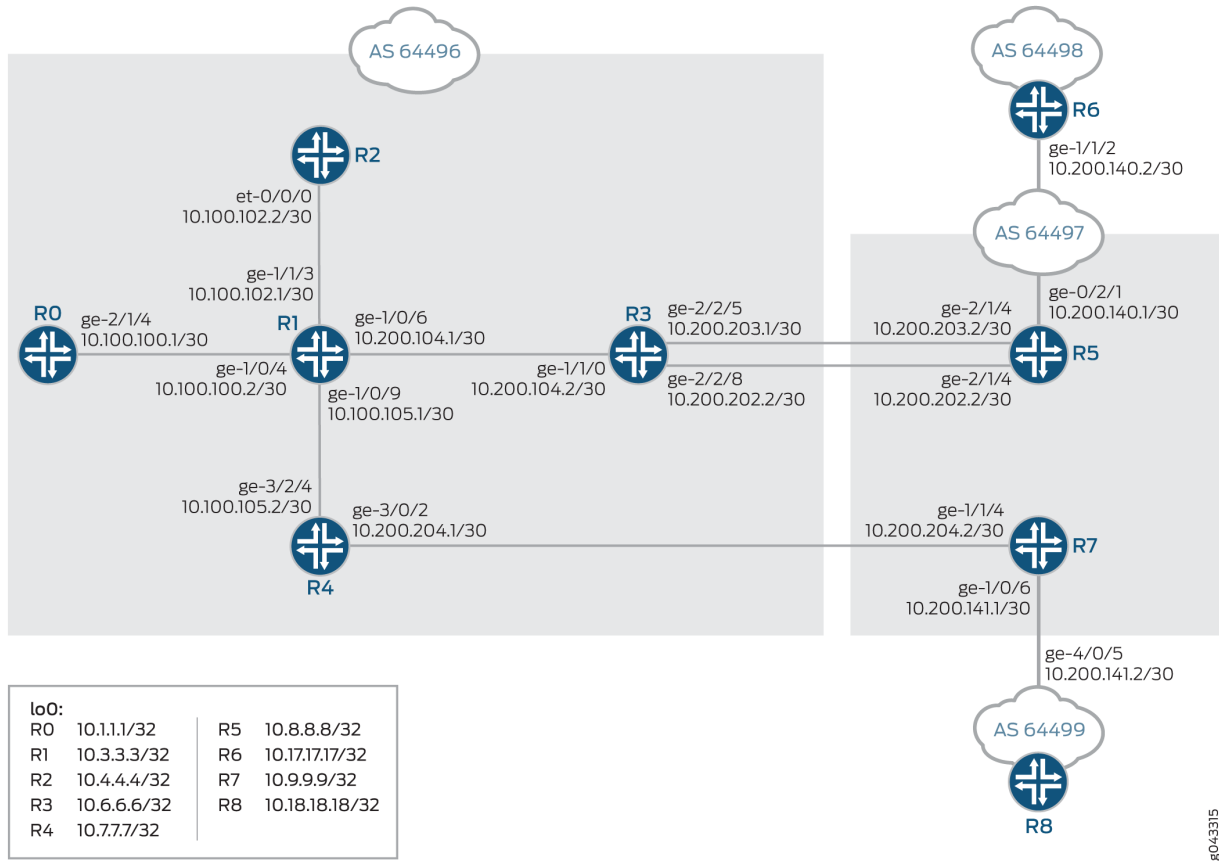 AS 64496
AS 64498
R6
ge-1/1/2
10.200.140.2/30
R2
et-0/0/0
10.100.102.2/30
AS 64497
ge-0/2/1
10.200.140.1/30
ge-1/1/3
10.100.102.1/30
R0
ge-2/1/4
10.100.100.1/30
R1
ge-1/0/6
10.200.104.1/30
ge-1/0/4
10.100.100.2/30
ge-1/0/9
10.100.105.1/30
R3
ge-2/2/5
10.200.203.1/30
ge-1/1/0
10.200.104.2/30
ge-2/2/8
10.200.202.2/30
ge-2/1/4
10.200.203.2/30
R5
ge-2/1/4
10.200.202.2/30
ge-3/2/4
10.100.105.2/30
ge-3/0/2
10.200.204.1/30
R4
ge-1/1/4
10.200.204.2/30
R7
ge-1/0/6
10.200.141.1/30
ge-4/0/5
10.200.141.2/30
AS 64499
R8
lo0:
R0 10.1.1.1/32
R1 10.3.3.3/32
R2 10.4.4.4/32
R3 10.6.6.6/32
R4 10.7.7.7/32
R5 10.8.8.8/32
R6 10.17.17.17/32
R7 10.9.9.9/32
R8 10.18.18.18/32
g043315